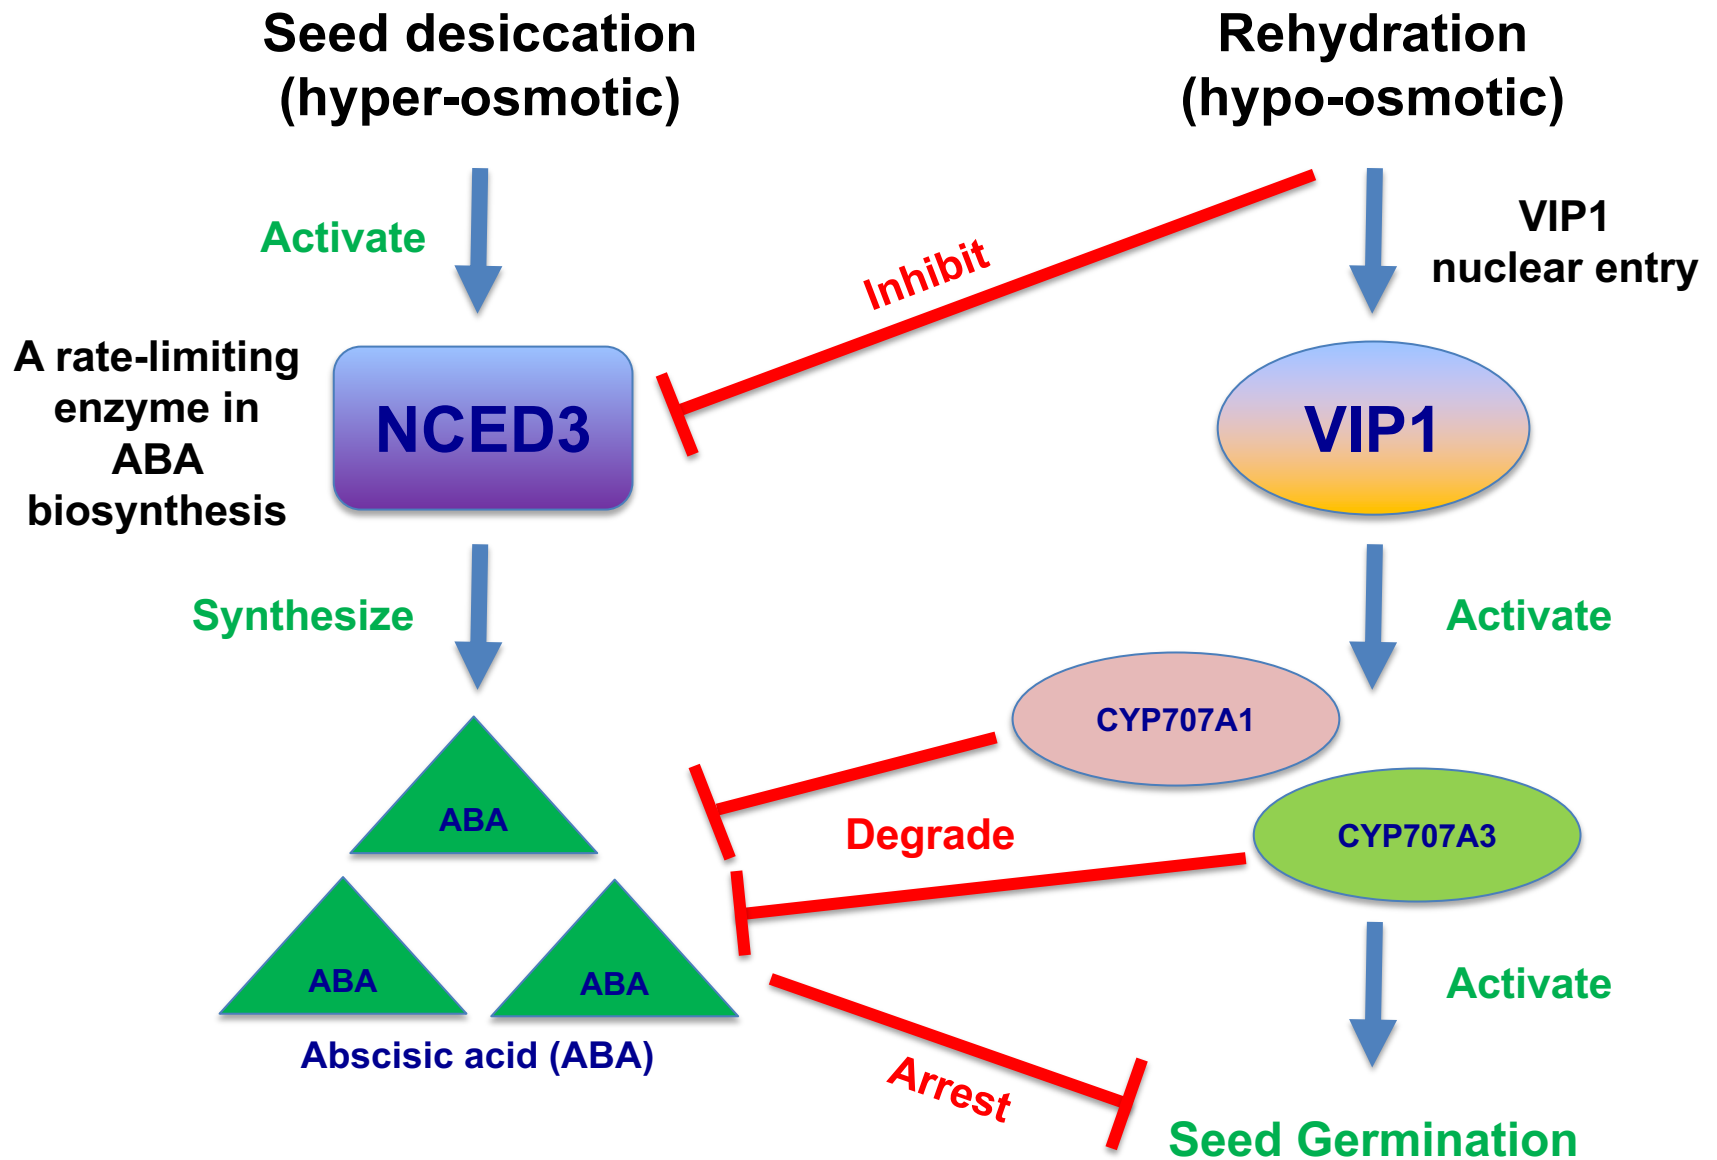 Seed desiccation
(hyper-osmotic)
Rehydration
(hypo-osmotic)
Activate
Inhibit
VIP1
nuclear entry
A rate-limiting
enzyme in
ABA
biosynthesis
NCED3
VIP1
Synthesize
Activate
CYP707A1
ABA
Degrade
CYP707A3
ABA
ABA
Activate
Abscisic acid (ABA)
Arrest
Seed Germination